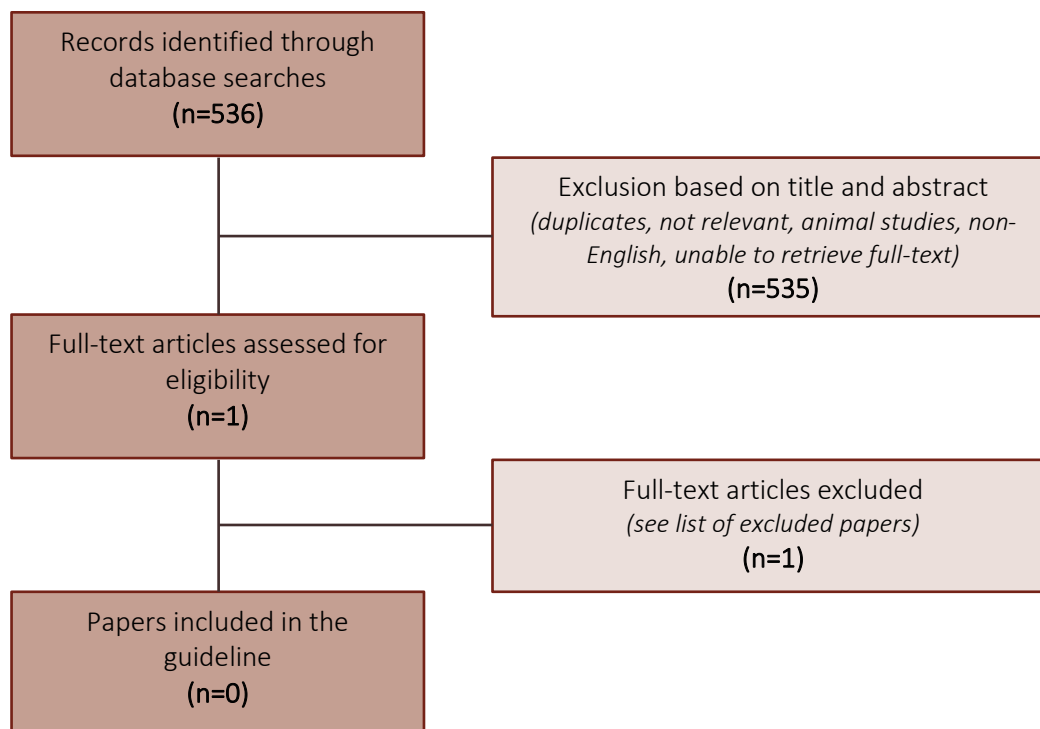 Records identified through
database searches
(n=536)
Exclusion based on title and abstract
(duplicates, not relevant, animal studies, non-
English, unable to retrieve full-text)
(n=535)
Full-text articles assessed for
eligibility
(n=1)
Full-text articles excluded
(see list of excluded papers)
(n=1)
Papers included in the
guideline
(n=0)